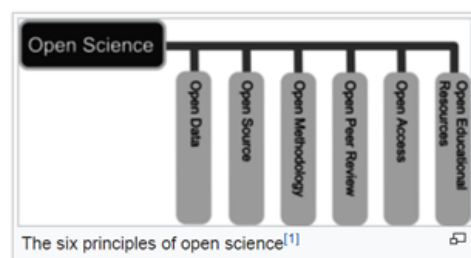 Open Science
Open Data
Open Source
Open Methodology
Open Peer Review
Open Access
Open Educational
Resources
The six principles of open science[1]